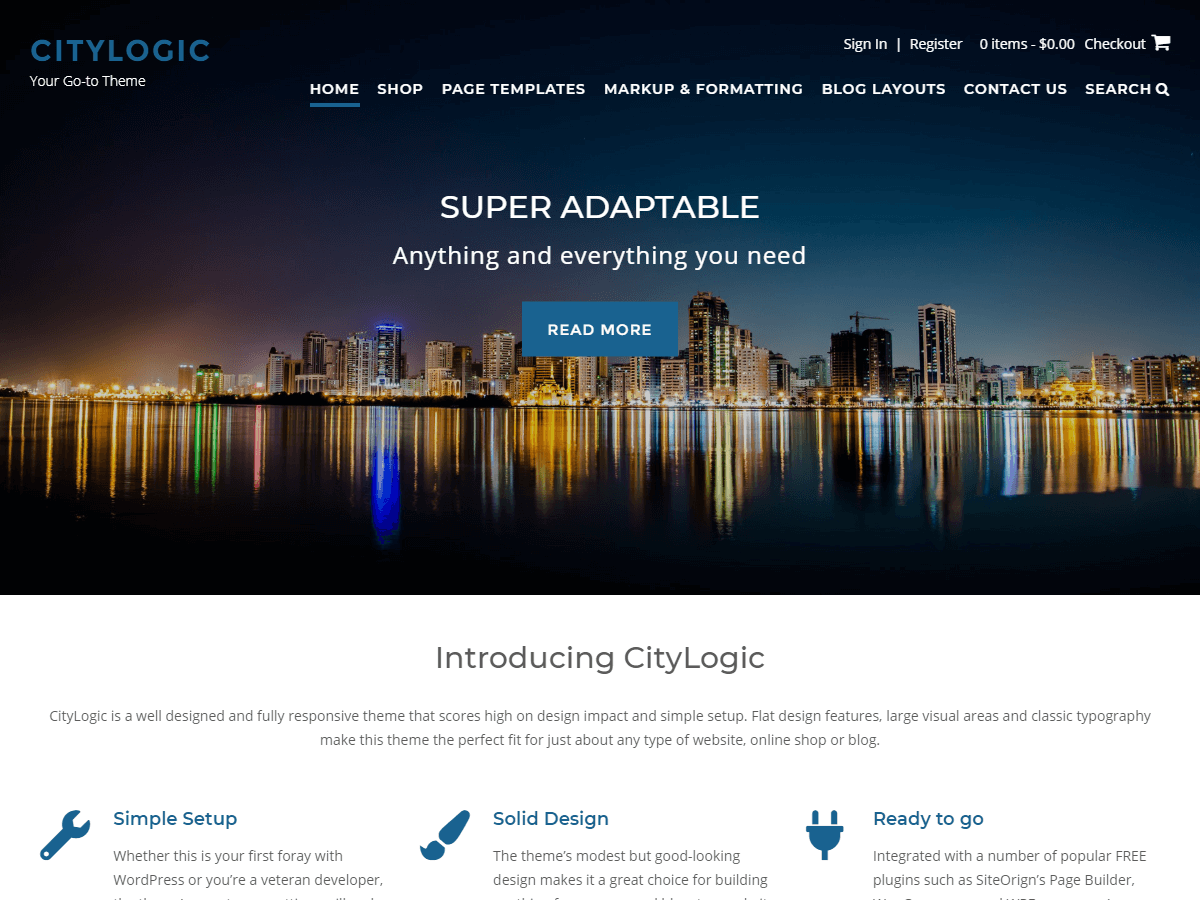 CITYLOGIC
Your Go-to Theme
Sign In | Register 0 items - $0.00 Checkout
HOME SHOP PAGE TEMPLATES MARKUP & FORMATTING BLOG LAYOUTS CONTACT US SEARCH
SUPER ADAPTABLE
Anything and everything you need
READ MORE
Introducing CityLogic
CityLogic is a well designed and fully responsive theme that scores high on design impact and simple setup. Flat design features, large visual areas and classic typography
make this theme the perfect fit for just about any type of website, online shop or blog.
Simple Setup
Whether this is your first foray with
WordPress or you’re a veteran developer,
Solid Design
The theme’s modest but good-looking
design makes it a great choice for building
Ready to go
Integrated with a number of popular FREE
plugins such as SiteOrign’s Page Builder,